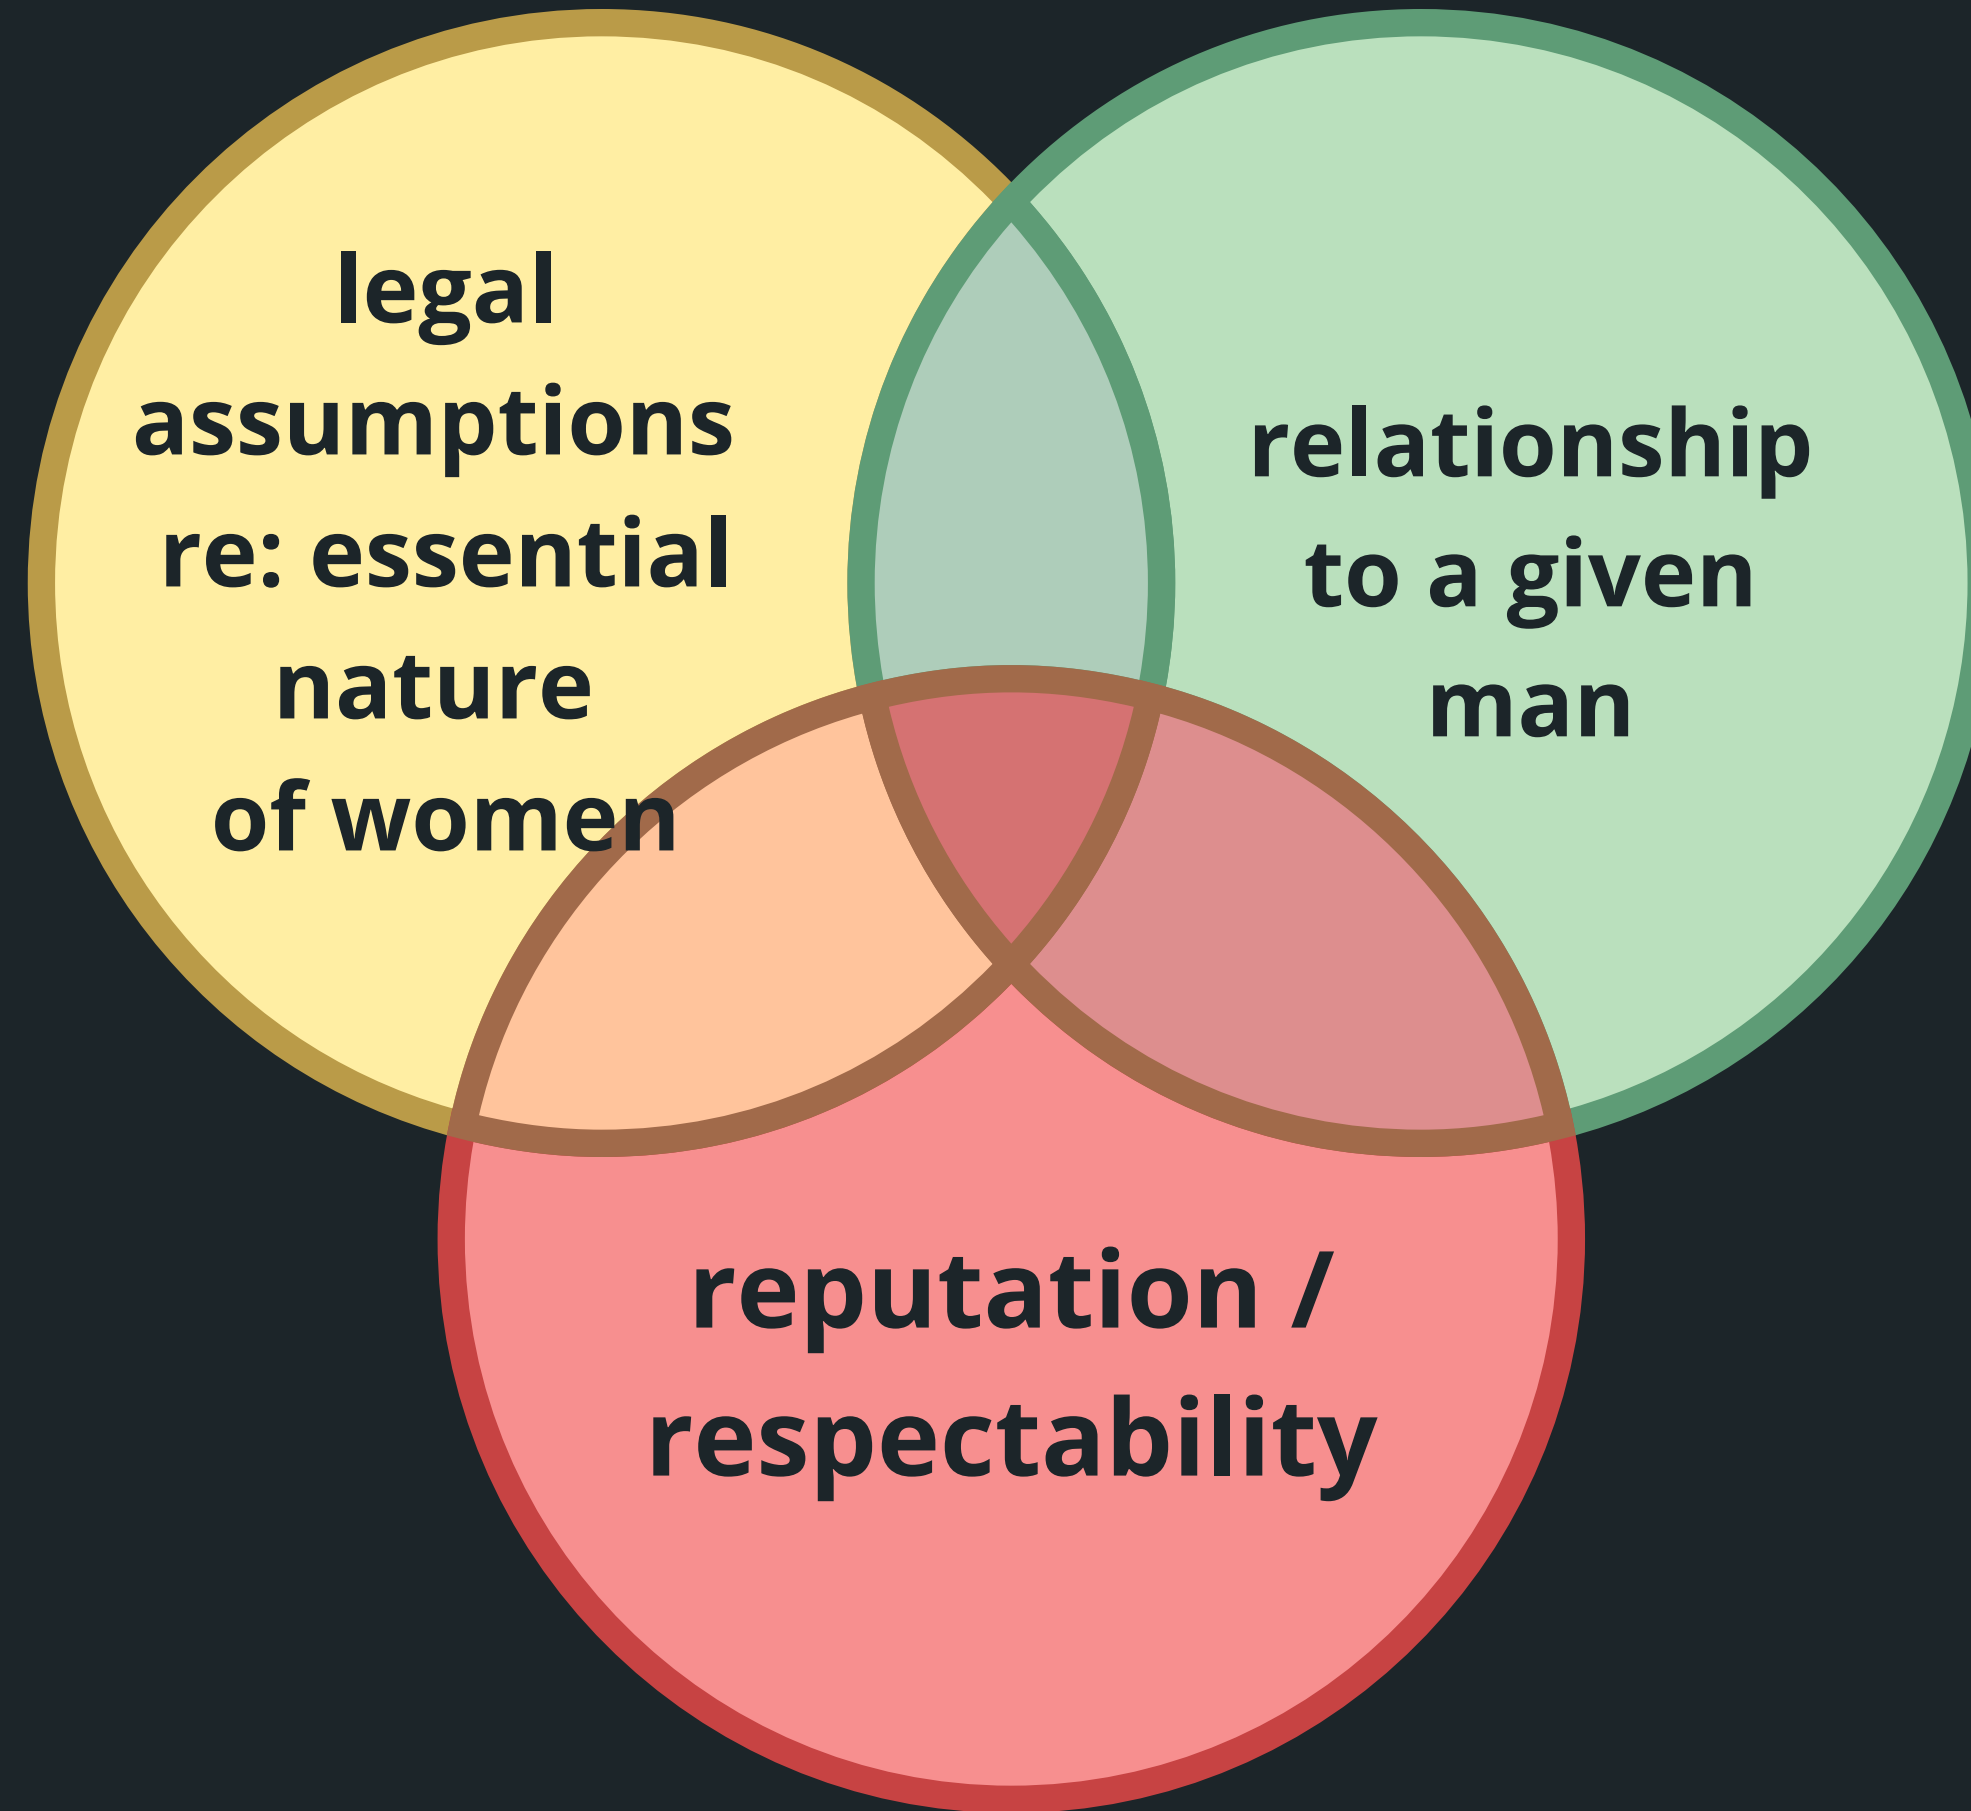 legal
assumptions
re: essential
nature
of women
relationship
to a given
man
reputation /
respectability